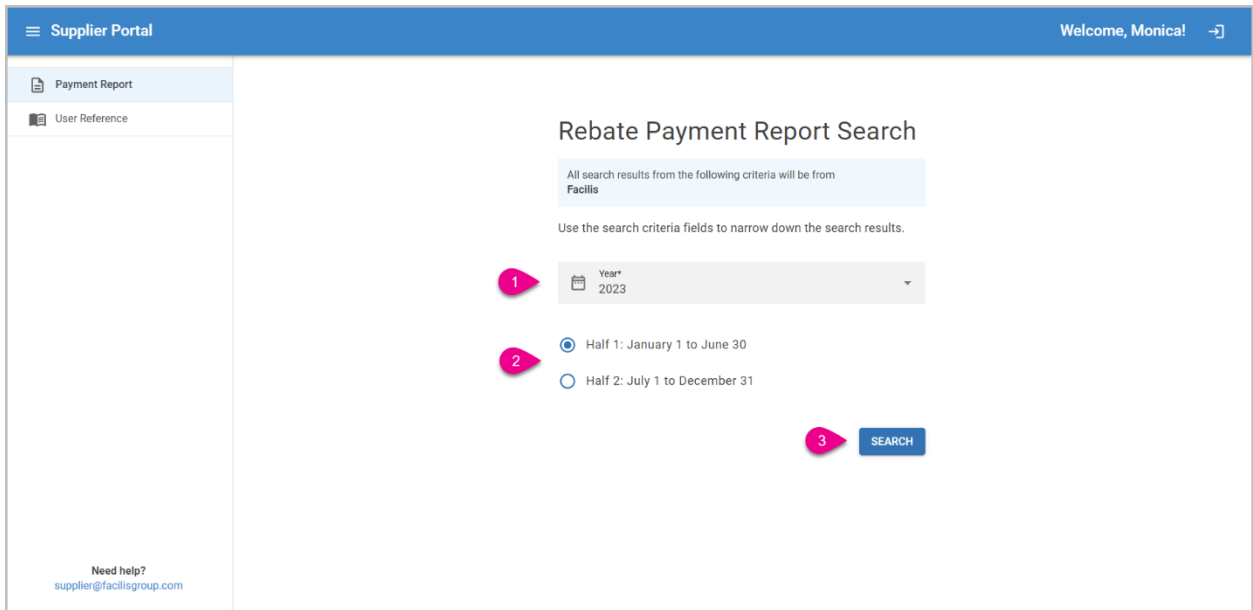 Supplier Portal
Welcome, Monica!
Payment Report
User Reference
Rebate Payment Report Search
All search results from the following criteria will be from
Facilis
Use the search criteria fields to narrow down the search results.
1
Year*
2023
2
Half 1: January 1 to June 30
Half 2: July 1 to December 31
3
SEARCH
Need help?
supplier@facilisgroup.com